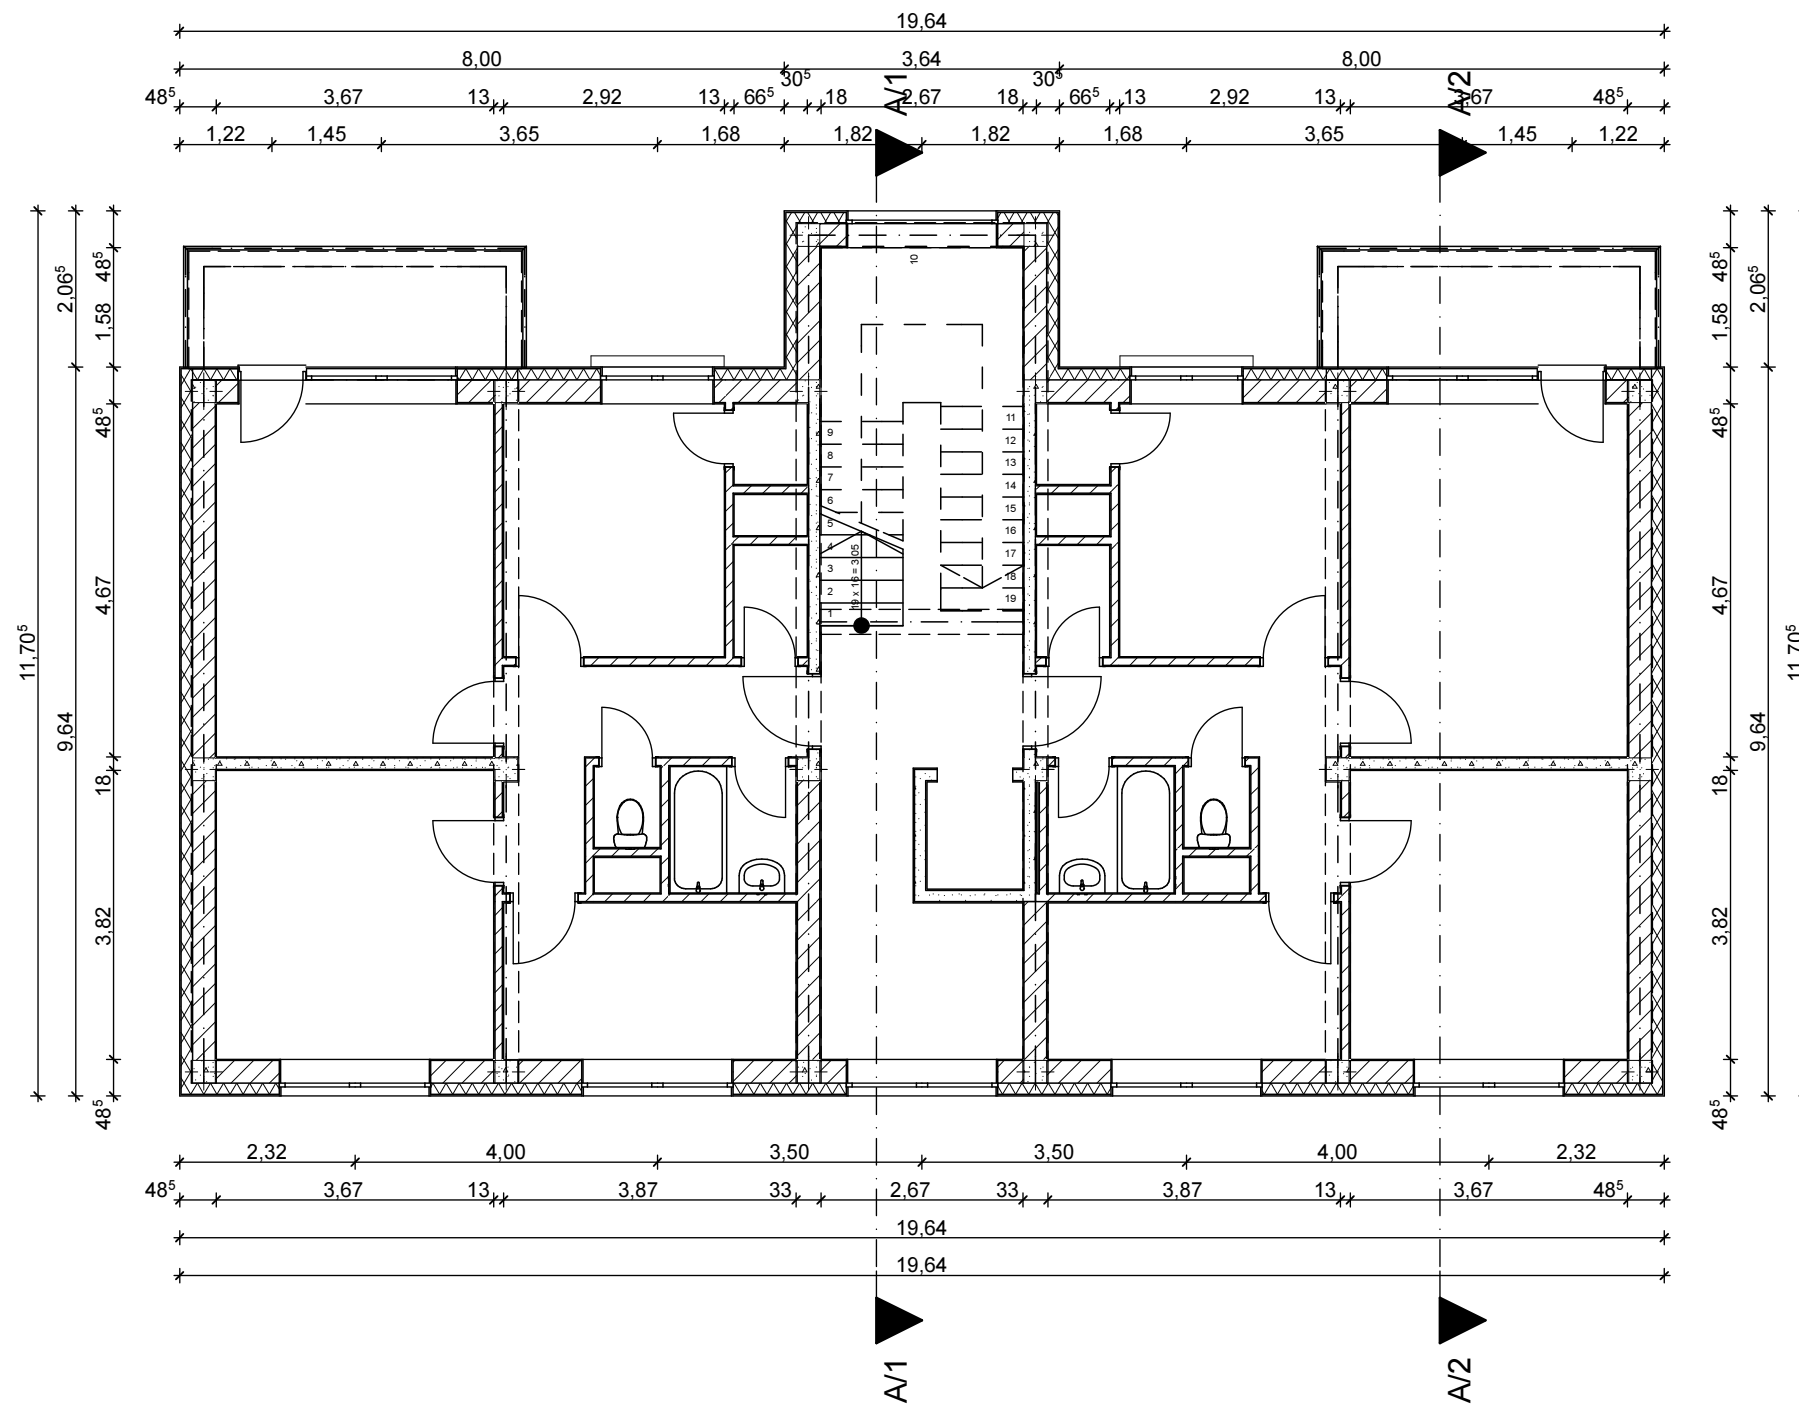 19,64
8,00 3,64 8,00
30⁵ 30⁵
48⁵ 3,67 13 2,92 13 66⁵ 18 2,67 18 66⁵ 13 2,92 13 3,67 48⁵
1,22 1,45 3,65 1,68 1,82 1,82 1,68 3,65 1,45 1,22
A/1 A/2
11,70⁵
2,06⁵ 9,64
48⁵ 1,58 48⁵ 4,67 18 3,82 48⁵
10
9
8
7
6
5
4
3
2
1
19 x 16 = 3,05
11
12
13
14
15
16
17
18
19
48⁵ 1,58 48⁵ 4,67 18 3,82 48⁵
2,06⁵ 9,64
11,70⁵
2,32 4,00 3,50 3,50 4,00 2,32
48⁵ 3,67 13 3,87 33 2,67 33 3,87 13 3,67 48⁵
19,64
19,64
A/1 A/2